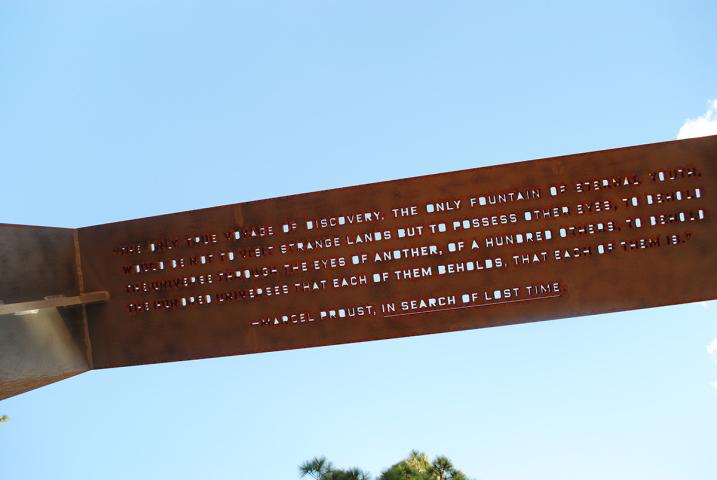 "THE ONLY TRUE VOYAGE OF DISCOVERY, THE ONLY FOUNTAIN OF ETERNAL YOUTH,
WOULD BE NOT TO VISIT STRANGE LANDS BUT TO POSSESS OTHER EYES, TO BEHOLD
THE UNIVERSE THROUGH THE EYES OF ANOTHER, OF A HUNDRED OTHERS, TO BEHOLD
THE HUNDRED UNIVERSES THAT EACH OF THEM BEHOLDS, THAT EACH OF THEM IS."
—MARCEL PROUST, IN SEARCH OF LOST TIME.